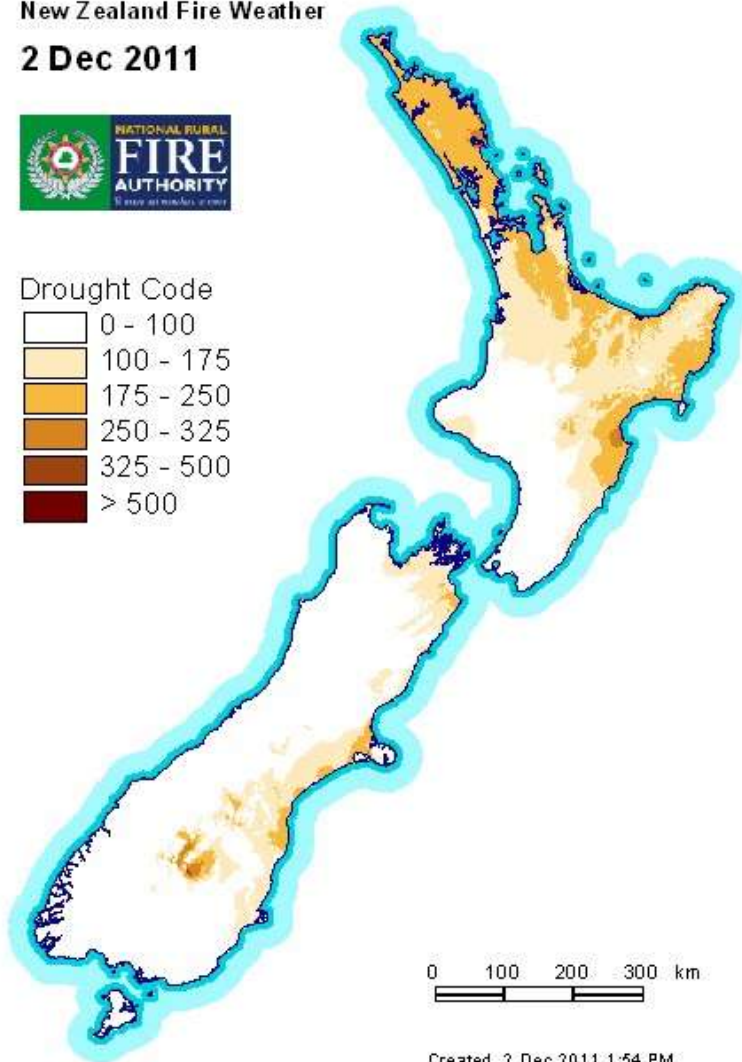 New Zealand Fire Weather
2 Dec 2011
NATIONAL RURAL
FIRE
AUTHORITY
Drought Code
0 - 100
100 - 175
175 - 250
250 - 325
325 - 500
> 500
0 100 200 300 km
Created 2 Dec 2011 1:54 PM